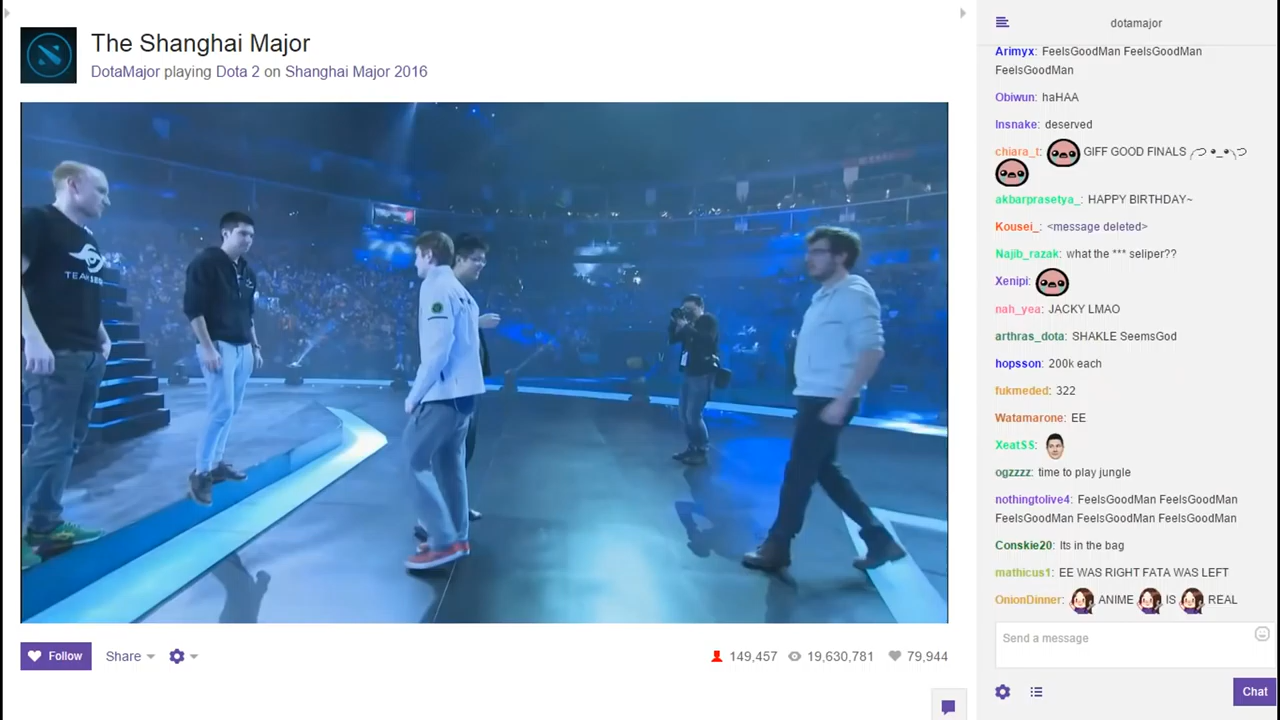 The Shanghai Major
DotaMajor playing Dota 2 on Shanghai Major 2016
TEAM
Follow
Share
149,457
19,630,781
79,944
dotamajor
Arimyx: FeelsGoodMan FeelsGoodMan
FeelsGoodMan
Obiwun: haHAA
Insnake: deserved
chiara_t: GIFF GOOD FINALS
akbarprasetya_: HAPPY BIRTHDAY~
Kousei_: <message deleted>
Najib_razak: what the *** seliper??
Xenipi:
nah_yea: JACKY LMAO
arthras_dota: SHAKLE SeemsGod
hopsson: 200k each
fukmeded: 322
Watamarone: EE
XeatSS:
ogzzzz: time to play jungle
nothingtolive4: FeelsGoodMan FeelsGoodMan
FeelsGoodMan FeelsGoodMan FeelsGoodMan
Conskie20: Its in the bag
mathicus1: EE WAS RIGHT FATA WAS LEFT
OnionDinner: ANIME IS REAL
Send a message
Chat